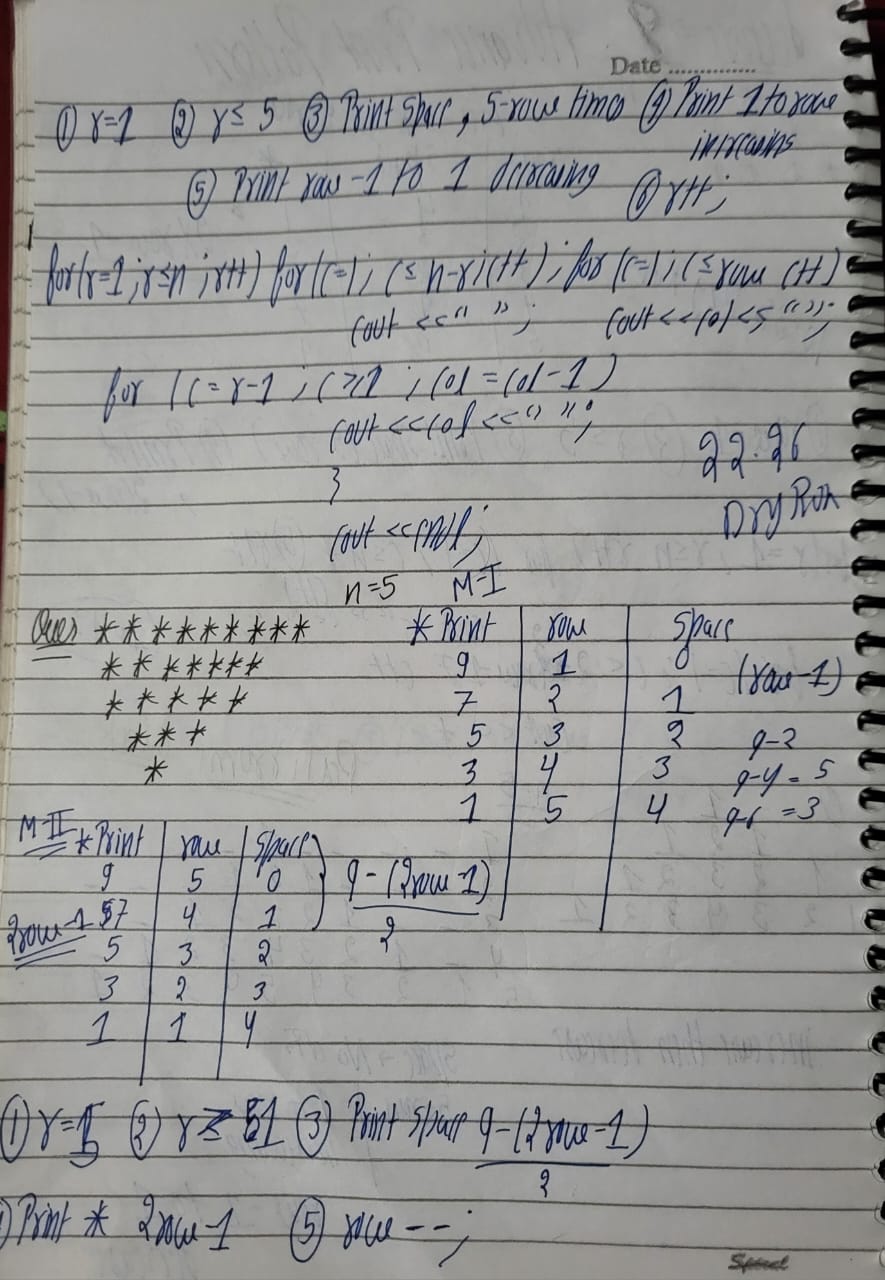 Date ..............
① r=1 ② r≤ 5 ③ Print Space, 5-row times ④ Print 1 to row
increasing
⑤ Print row-1 to 1 decreasing ⑥ r++;
for(r=1;r≤n;r++) for(c=1; c≤ n-r;c++); for(c=1;c≤row c++)
cout <<" "; cout<<col<<" ";
for (c=r-1 ; c≥1 ; col = col-1)
cout<<col<<" ";
}
cout <<endl;
22.26
Dry Run
n=5 M-I
Ques * * * * * * * * * * Print | row | Space
* * * * * * * 9 1 0 (row-1)
* * * * * 7 2 1
* * * 5 3 2 9-2
* 3 4 3 9-4 = 5
1 5 4 9-6 = 3
M-II
* Print | row | Space
9 5 0 9-(2row-1)
2row-1 7 4 1 2
5 3 2
3 2 3
1 1 4
① r=5 ② r≥ 1 ③ Print Space 9-(2row-1)
2
Print * 2row-1 ⑤ row--;
Spiral